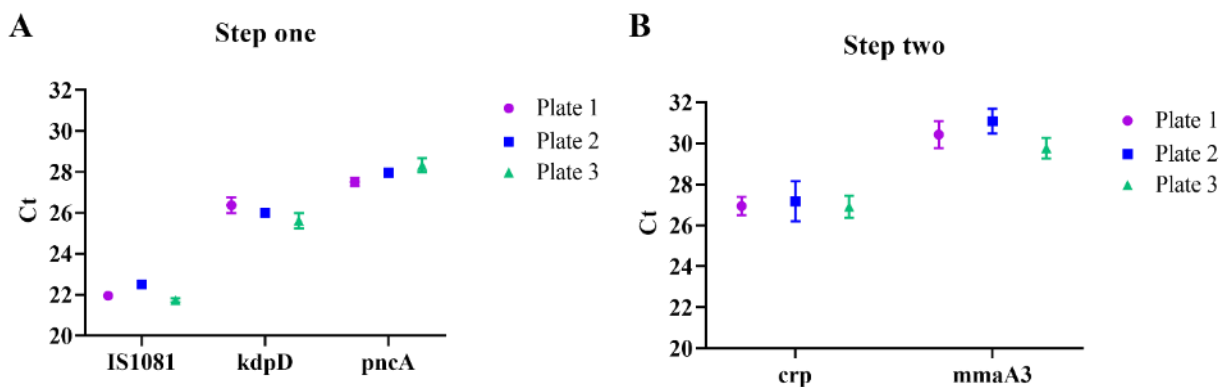 A
Step one
Ct
32
30
28
26
24
22
20
IS1081 kdpD pncA
Plate 1
Plate 2
Plate 3
B
Step two
Ct
32
30
28
26
24
22
20
crp mmaA3
Plate 1
Plate 2
Plate 3